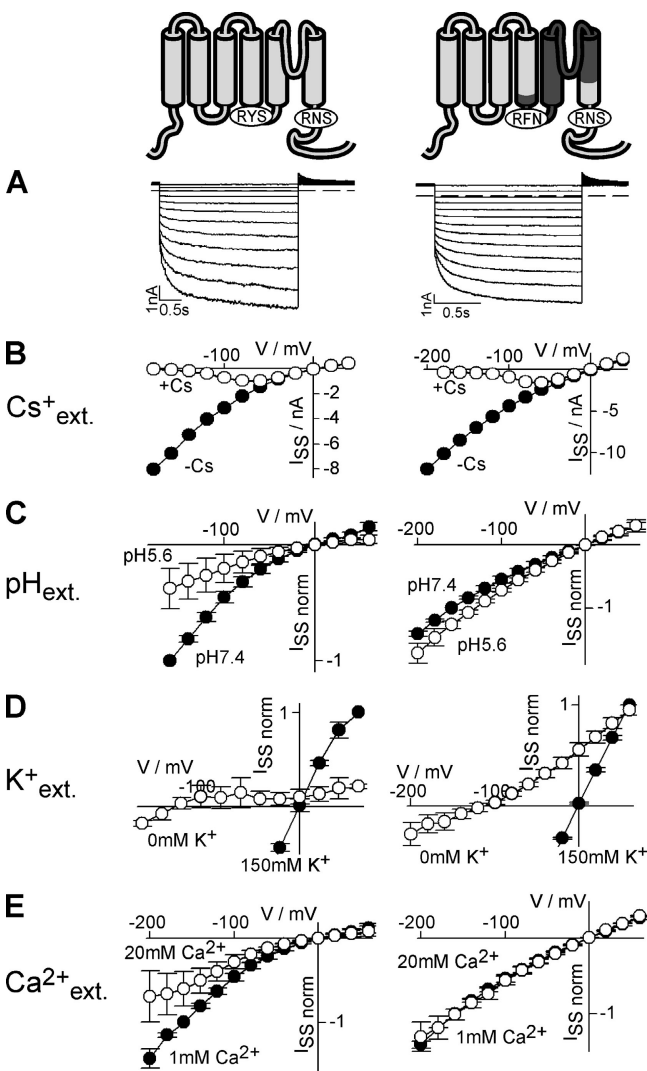 RYS RNS RFN RNS
A
1nA 0.5s 1nA 0.5s
B
Cs+ext.
-100 V / mV
+Cs
-Cs
-2
-4
-6
-8
ISS / nA
-200 -100 V / mV
+Cs
-Cs
-5
-10
ISS / nA
C
pHext.
V / mV
-100
pH5.6
pH7.4
ISS norm
-1
V / mV
-200 -100
pH7.4
pH5.6
ISS norm
-1
D
K+ext.
1
ISS norm
V / mV
-100
0mM K+
150mM K+
1
ISS norm
V / mV
-200 -100
0mM K+
150mM K+
E
Ca2+ext.
V / mV
-200 -100
20mM Ca2+
1mM Ca2+
ISS norm
-1
V / mV
-200 -100
20mM Ca2+
1mM Ca2+
ISS norm
-1